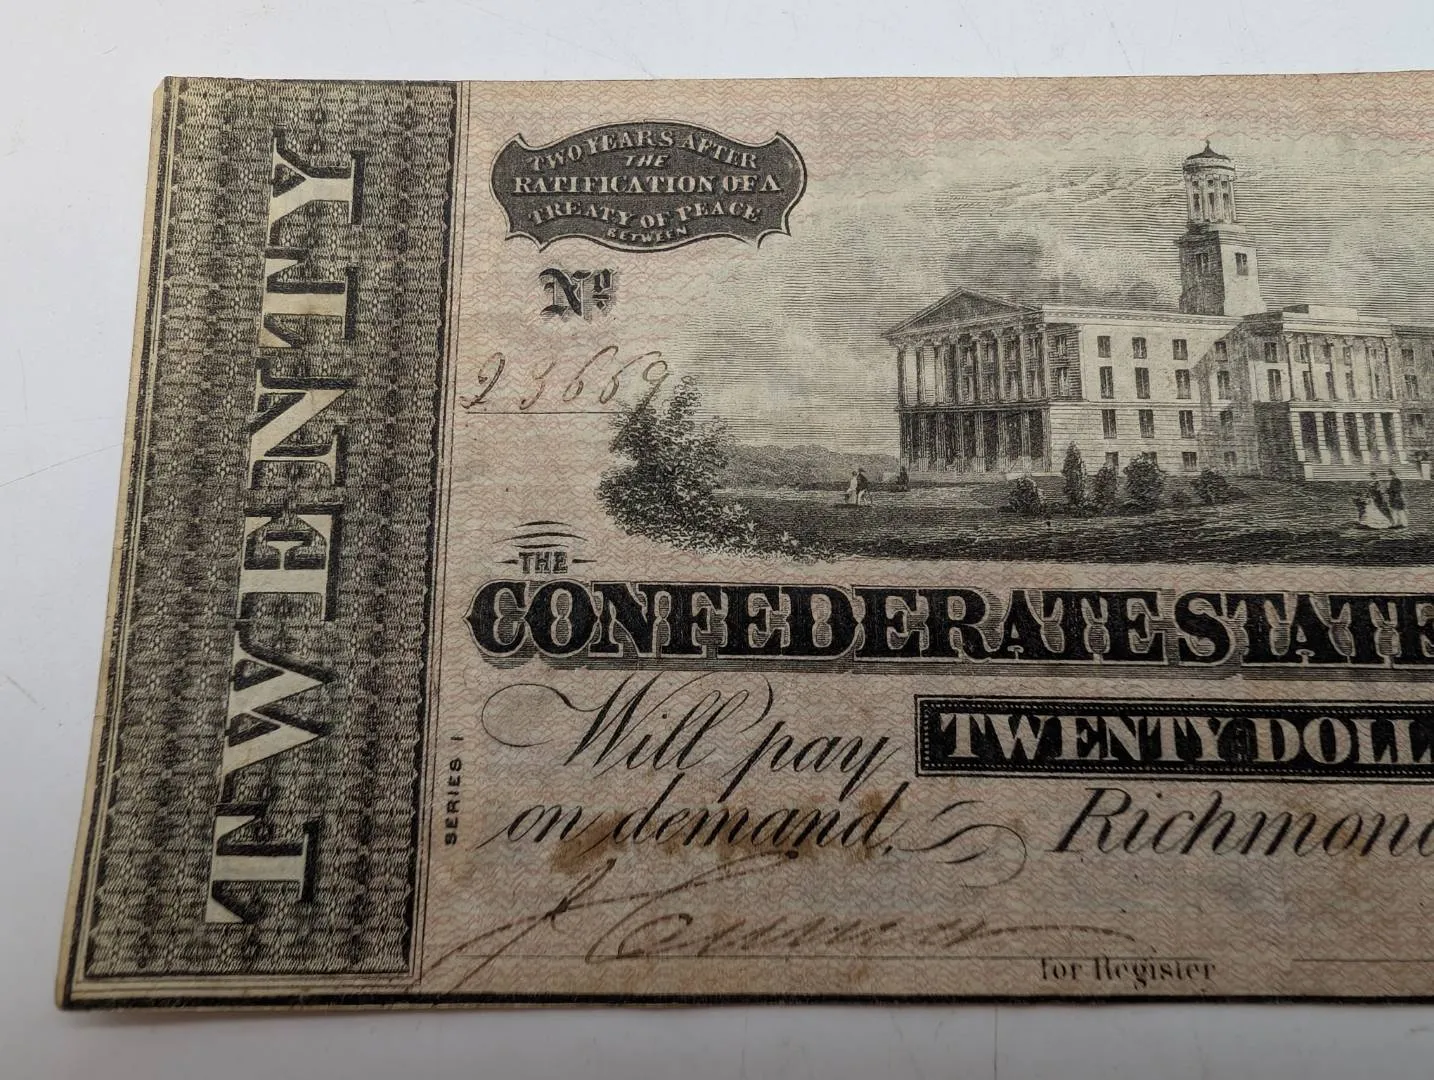 TWENTY
TWO YEARS AFTER
THE
RATIFICATION OF A
TREATY OF PEACE
BETWEEN
No.
23669
THE
CONFEDERATE STATE
Will pay TWENTY DOLL
on demand, Richmond
SERIES 1
for Register